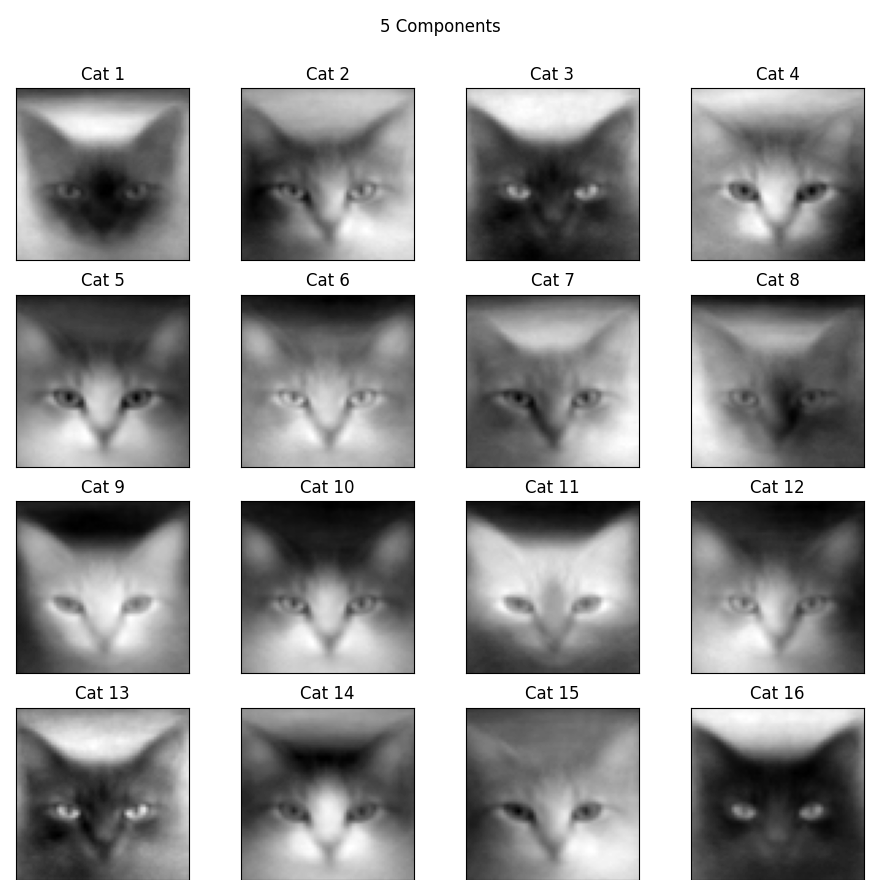 5 Components
Cat 1
Cat 2
Cat 3
Cat 4
Cat 5
Cat 6
Cat 7
Cat 8
Cat 9
Cat 10
Cat 11
Cat 12
Cat 13
Cat 14
Cat 15
Cat 16